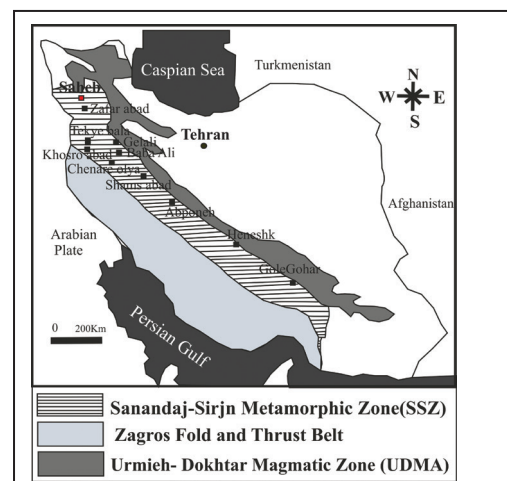 Caspian Sea
Turkmenistan
N
W E
S
Saheb
Zafar abad
Tehran
Tekye bala
Gelali
Khosro abad
Baba Ali
Chenare olya
Shams abad
Abponeh
Afghanistan
Arabian
Plate
Heneshk
GoleGohar
0 200Km
Persian Gulf
Sanandaj-Sirjn Metamorphic Zone(SSZ)
Zagros Fold and Thrust Belt
Urmieh- Dokhtar Magmatic Zone (UDMA)